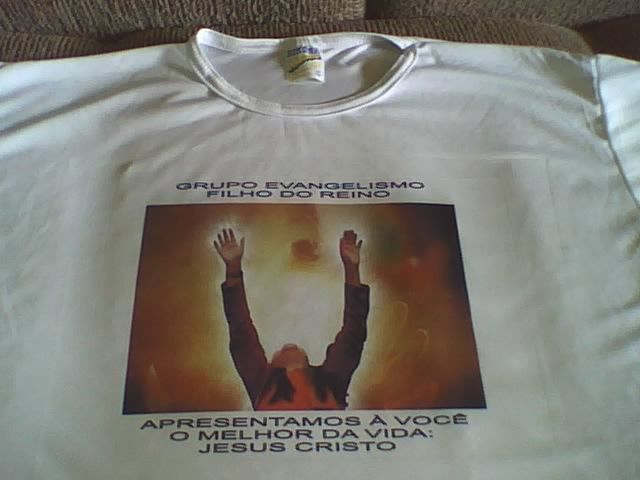 GRUPO EVANGELISMO
FILHO DO REINO
APRESENTAMOS À VOCÊ
O MELHOR DA VIDA:
JESUS CRISTO